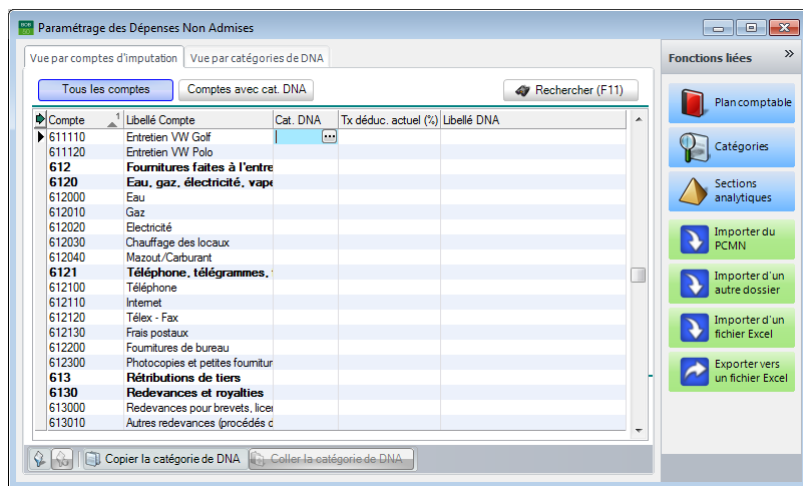 Paramétrage des Dépenses Non Admises
Vue par comptes d'imputation Vue par catégories de DNA
Tous les comptes Comptes avec cat. DNA Rechercher (F11)
Compte 1 Libellé Compte Cat. DNA Tx déduc. actuel (%) Libellé DNA
611110 Entretien VW Golf
611120 Entretien VW Polo
612 Fournitures faites à l'entre
6120 Eau, gaz, électricité, vape
612000 Eau
612010 Gaz
612020 Electricité
612030 Chauffage des locaux
612040 Mazout/Carburant
6121 Téléphone, télégrammes,
612100 Téléphone
612110 Internet
612120 Télex - Fax
612130 Frais postaux
612200 Fournitures de bureau
612300 Photocopies et petites fournitur
613 Rétributions de tiers
6130 Redevances et royalties
613000 Redevances pour brevets, licer
613010 Autres redevances (procédés d
Copier la catégorie de DNA Coller la catégorie de DNA
Fonctions liées »
Plan comptable
Catégories
Sections
analytiques
Importer du
PCMN
Importer d'un
autre dossier
Importer d'un
fichier Excel
Exporter vers
un fichier Excel